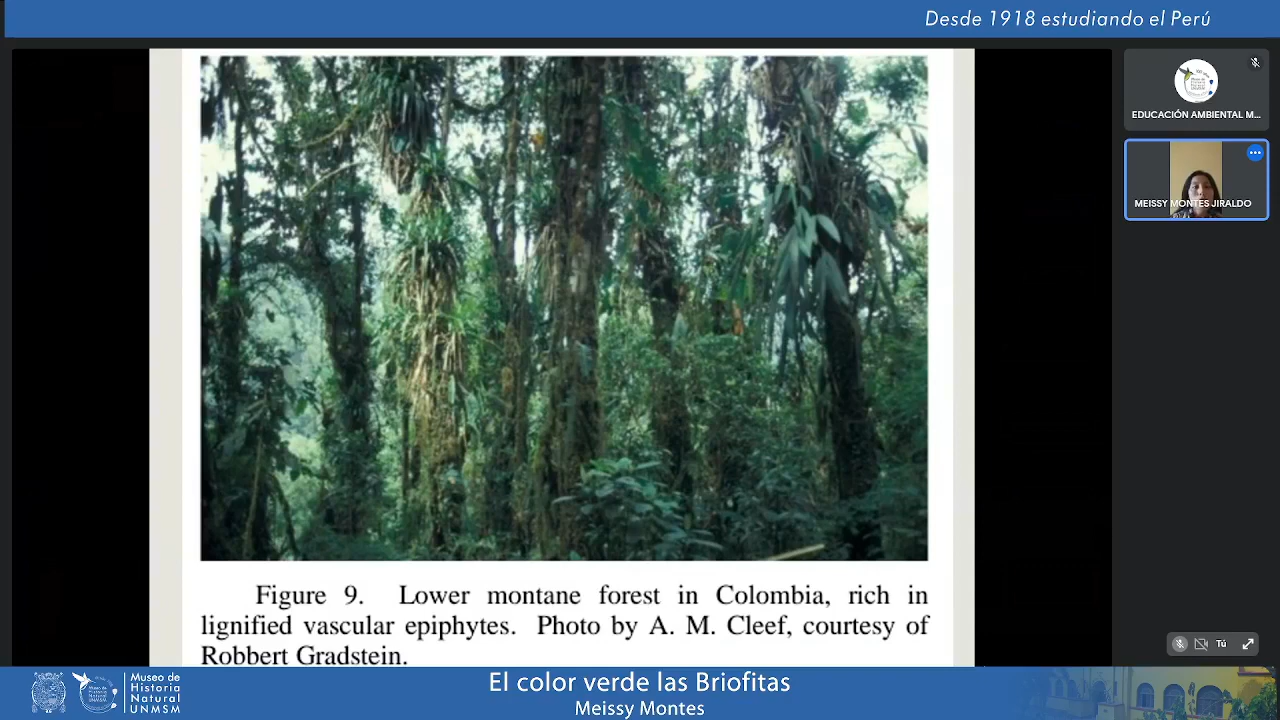 Desde 1918 estudiando el Perú
EDUCACIÓN AMBIENTAL M...
MEISSY MONTES JIRALDO
Figure 9. Lower montane forest in Colombia, rich in
lignified vascular epiphytes. Photo by A. M. Cleef, courtesy of
Robbert Gradstein.
Tú
Museo de
Historia
Natural
UNMSM
El color verde las Briofitas
Meissy Montes